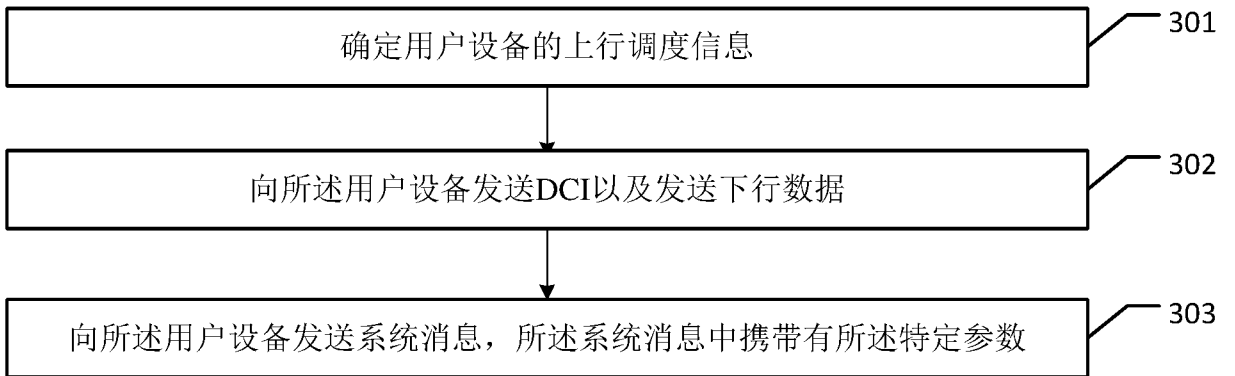 确定用户设备的上行调度信息
301
向所述用户设备发送DCI以及发送下行数据
302
向所述用户设备发送系统消息，所述系统消息中携带有所述特定参数
303